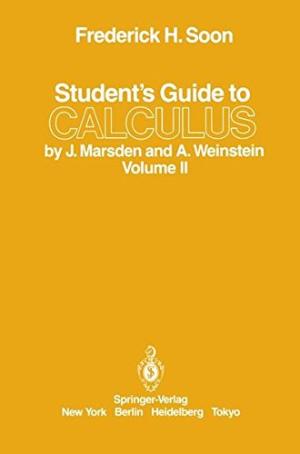 Frederick H. Soon
Student's Guide to
CALCULUS
by J. Marsden and A. Weinstein
Volume II
Springer-Verlag
New York Berlin Heidelberg Tokyo